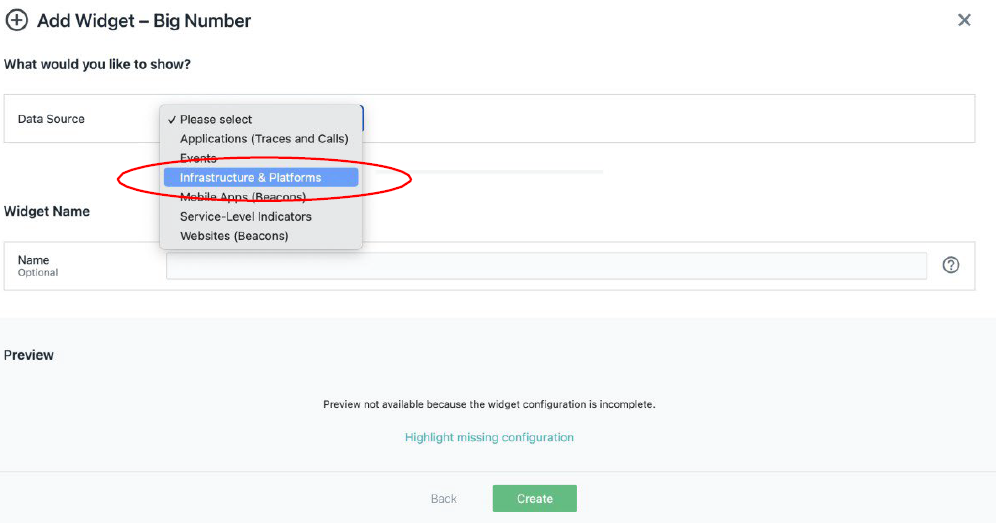 Add Widget – Big Number
What would you like to show?
Data Source
✓ Please select
Applications (Traces and Calls)
Events
Infrastructure & Platforms
Mobile Apps (Beacons)
Service-Level Indicators
Websites (Beacons)
Widget Name
Name
Optional
Preview
Preview not available because the widget configuration is incomplete.
Highlight missing configuration
Back
Create